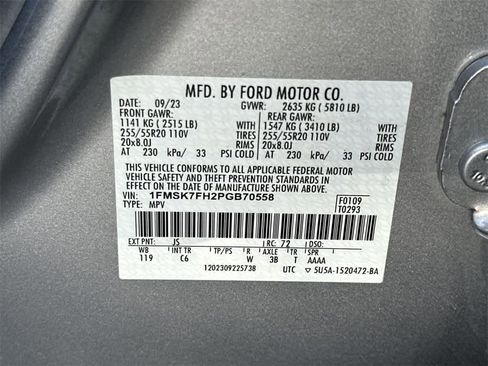 MFD. BY FORD MOTOR CO.
DATE: 09/23 GVWR: 2635 KG ( 5810 LB)
FRONT GAWR: REAR GAWR:
1141 KG ( 2515 LB) 1547 KG ( 3410 LB)
255/55R20 110V TIRES 255/55R20 110V TIRES
20x8.0J RIMS 20x8.0J RIMS
AT 230 kPa/ 33 PSI COLD AT 230 kPa/ 33 PSI COLD
THIS VEHICLE CONFORMS TO ALL APPLICABLE FEDERAL MOTOR
VEHICLE SAFETY AND THEFT PREVENTION STANDARDS IN
EFFECT ON THE DATE OF MANUFACTURE SHOWN ABOVE.
VIN: 1FMSK7FH2PGB70558 F0109
TYPE: MPV T0293
EXT PNT: JS RC: 72 DSO:
WB INT TR TP/PS R AXLE TR SPR
119 C6 W 3B T AAAA
1202309225738 UTC ▽ 5U5A-1520472-BA